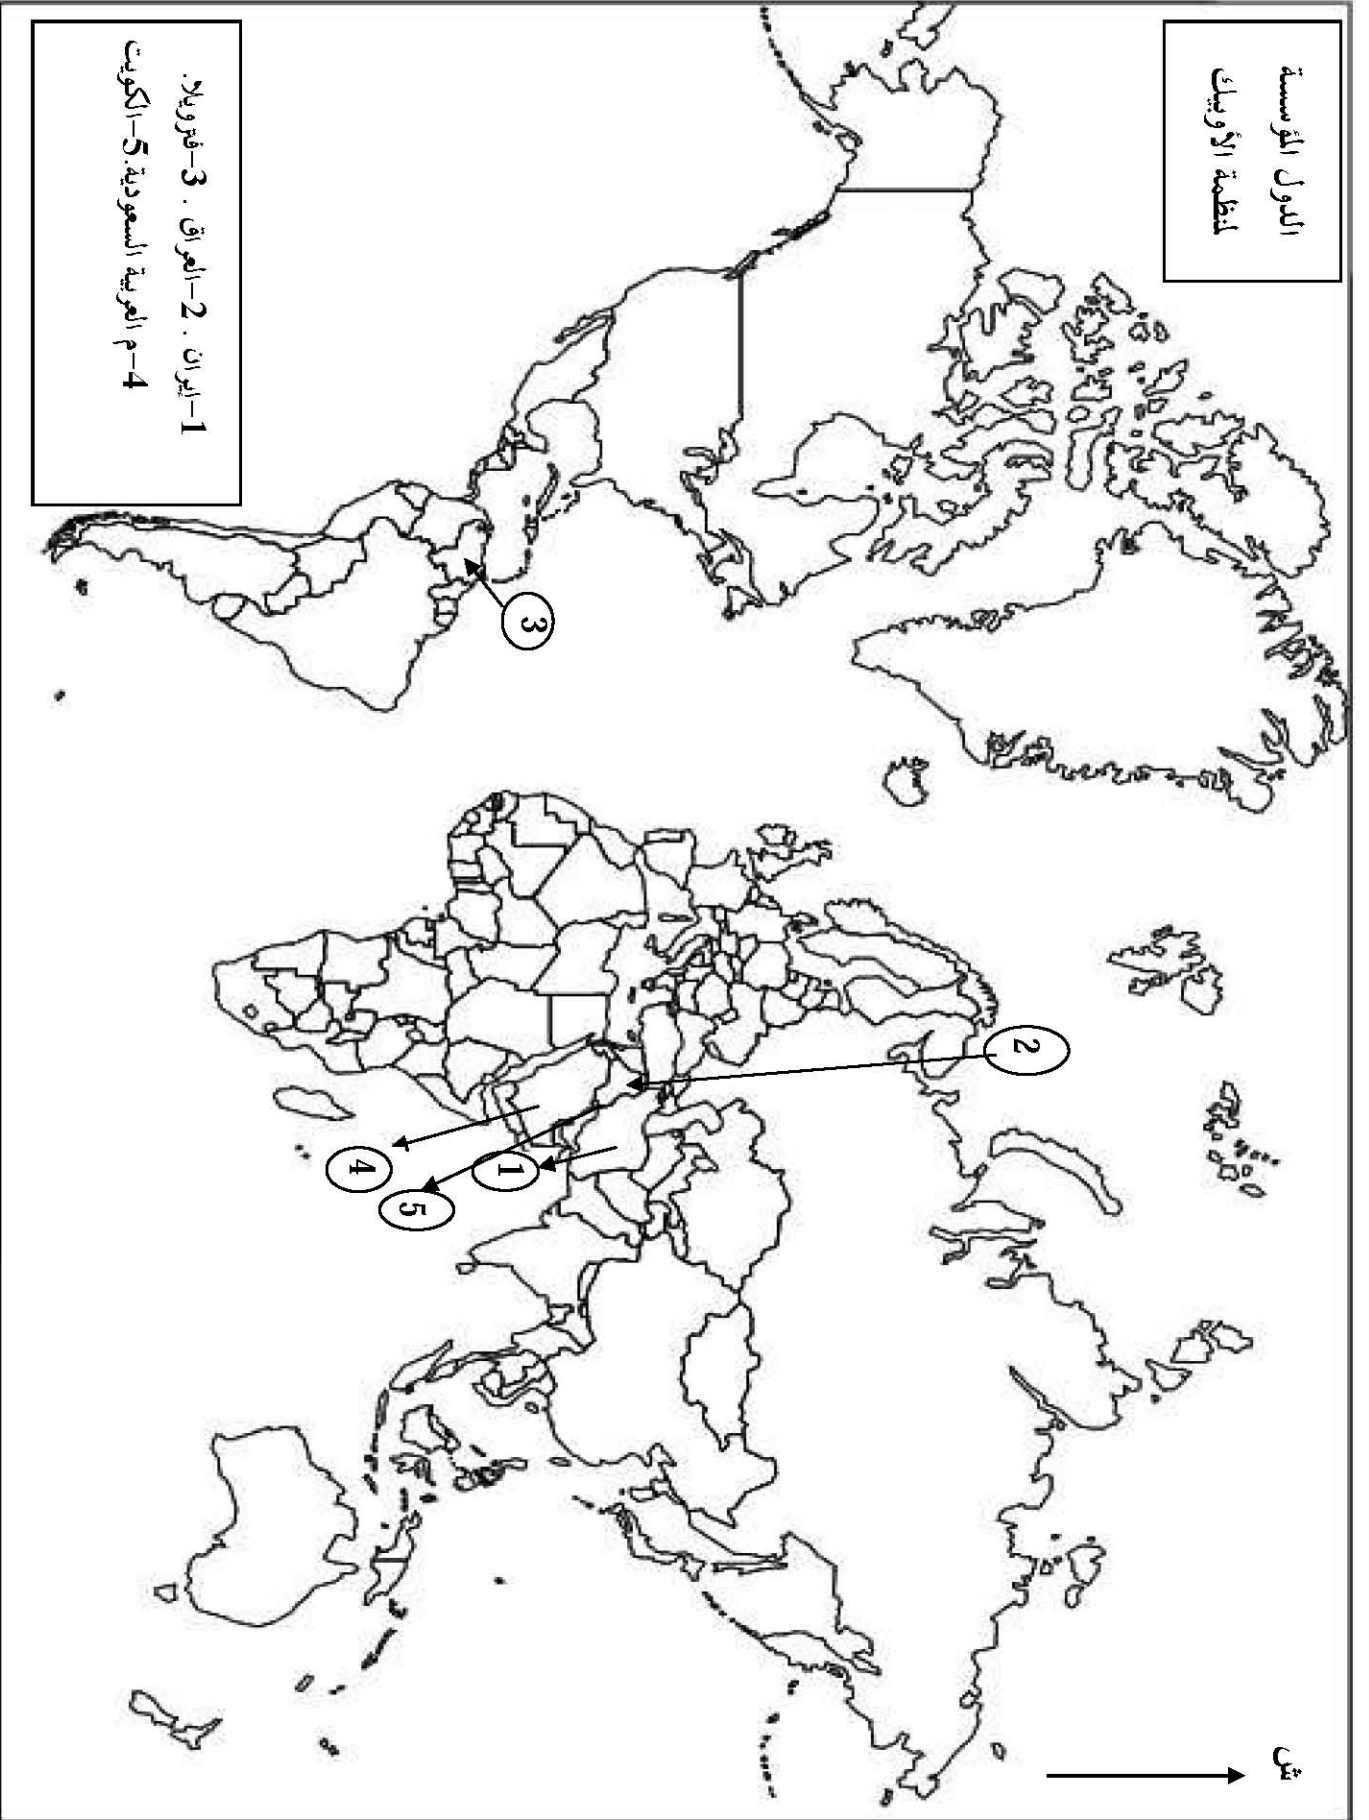 الدول المؤسسة
لمنظمة الأوبيك
ش
2
3
1
4
5
1-إيران . 2-العراق . 3-فترويلا.
4-م العربية السعودية.5-الكويت